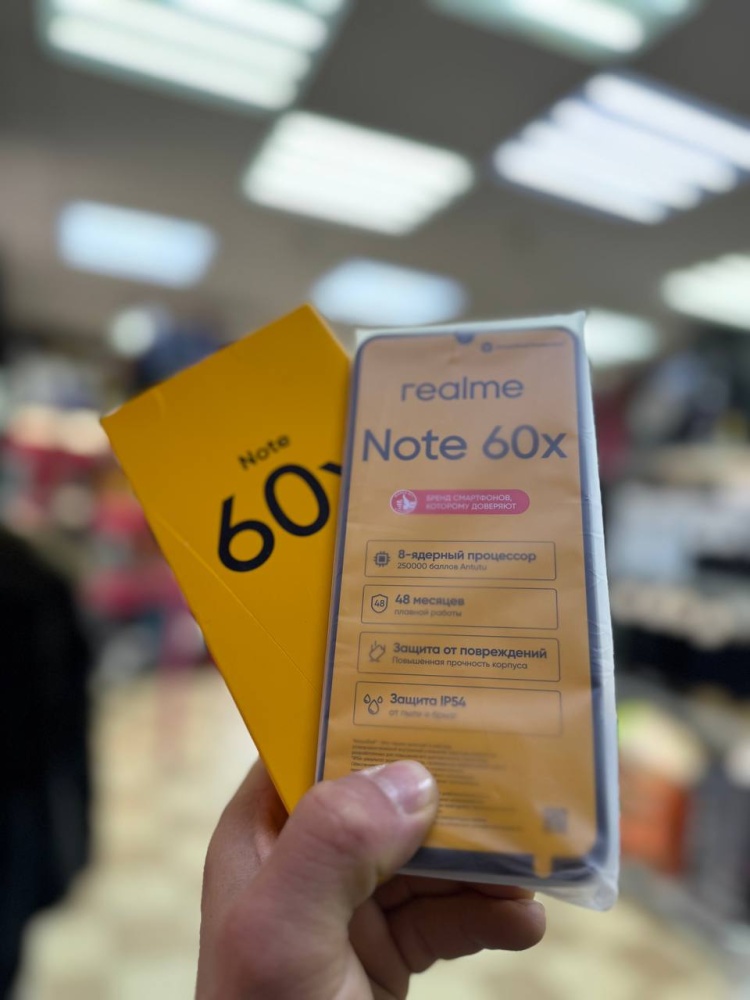 Note
60x
realme
Note 60x
БРЕНД СМАРТФОНОВ,
КОТОРОМУ ДОВЕРЯЮТ
8-ядерный процессор
250000 баллов Antutu
48
48 месяцев
плавной работы
Защита от повреждений
Повышенная прочность корпуса
Защита IP54
от пыли и брызг